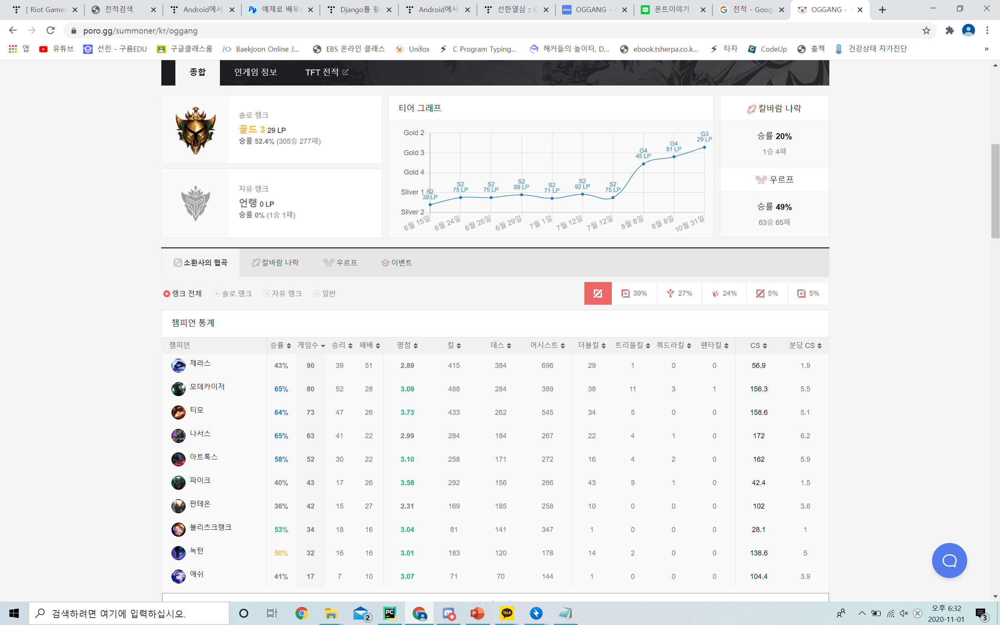 [ Riot Games
전적검색
Android에서
예제로 배우는
Django를 활
Android에서
선한열심 :: C
OGGANG -
폰트이야기 :
전적 - Goog
OGGANG -
poro.gg/summoner/kr/oggang
앱
유튜브
선린 - 구름EDU
구글클래스룸
Baekjoon Online J...
EBS 온라인 클래스
Unifox
C Program Typing...
해커들의 놀이터, D...
ebook.tsherpa.co.k...
타자
CodeUp
출첵
건강상태 자가진단
»
종합
인게임 정보
TFT 전적
솔로 랭크
골드 3 29 LP
승률 52.4% (305승 277패)
자유 랭크
언랭 0 LP
승률 0% (1승 1패)
티어 그래프
Gold 2
Gold 3
Gold 4
Silver 1
Silver 2
S2
39 LP
S2
75 LP
S2
75 LP
S2
89 LP
S2
71 LP
S2
92 LP
S2
75 LP
G4
45 LP
G4
81 LP
G3
29 LP
6월 15일
6월 24일
6월 26일
6월 29일
7월 1일
7월 12일
7월 12일
8월 8일
8월 8일
10월 31일
칼바람 나락
승률 20%
1승 4패
우르프
승률 49%
63승 65패
소환사의 협곡
칼바람 나락
우르프
이벤트
랭크 전체
솔로 랭크
자유 랭크
일반
39%
27%
24%
5%
5%
챔피언 통계
챔피언 승률 게임수 승리 패배 평점 킬 데스 어시스트 더블킬 트리플킬 쿼드라킬 펜타킬 CS 분당 CS
제라스 43% 90 39 51 2.89 415 384 696 29 1 0 0 56.9 1.9
모데카이저 65% 80 52 28 3.09 488 284 389 38 11 3 1 156.3 5.5
티모 64% 73 47 26 3.73 433 262 545 34 5 0 0 158.6 5.1
나서스 65% 63 41 22 2.99 284 184 267 22 4 1 0 172 6.2
아트록스 58% 52 30 22 3.10 258 171 272 16 4 2 0 162 5.9
파이크 40% 43 17 26 3.58 292 156 266 43 9 1 0 42.4 1.5
판테온 36% 42 15 27 2.31 169 185 258 10 0 0 0 102 3.6
블리츠크랭크 53% 34 18 16 3.04 81 141 347 1 0 0 0 28.1 1
녹턴 50% 32 16 16 3.01 183 120 178 14 2 0 0 138.6 5
애쉬 41% 17 7 10 3.07 71 70 144 1 0 0 0 104.4 3.9
검색하려면 여기에 입력하십시오.
2
PC
P
TALK
오후 6:32
2020-11-01
3